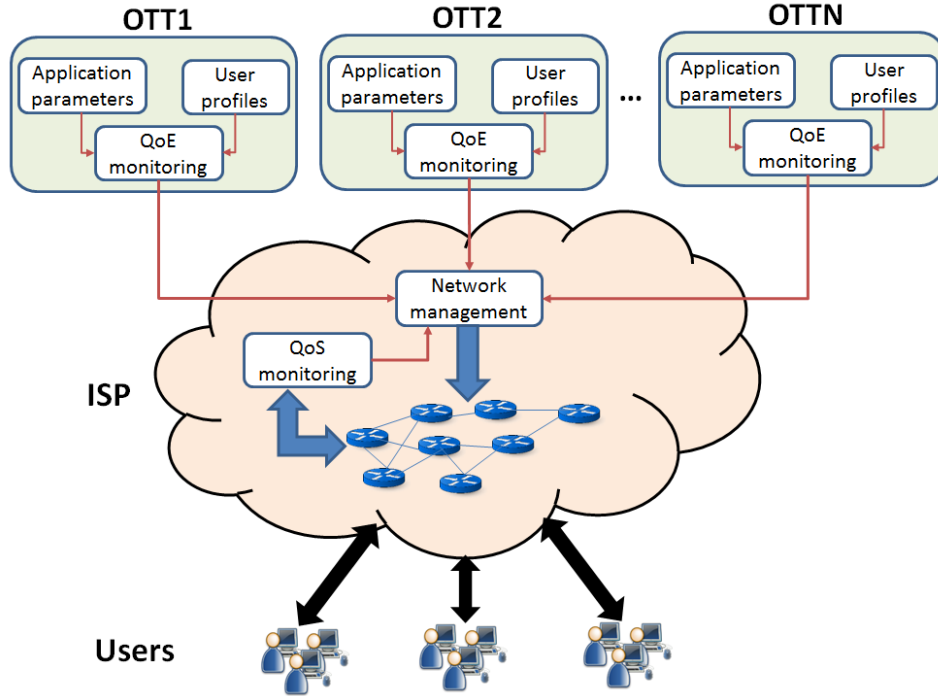 OTT1
OTT2
OTTN
Application
parameters
User
profiles
QoE
monitoring
Application
parameters
User
profiles
QoE
monitoring
...
Application
parameters
User
profiles
QoE
monitoring
Network
management
QoS
monitoring
ISP
Users